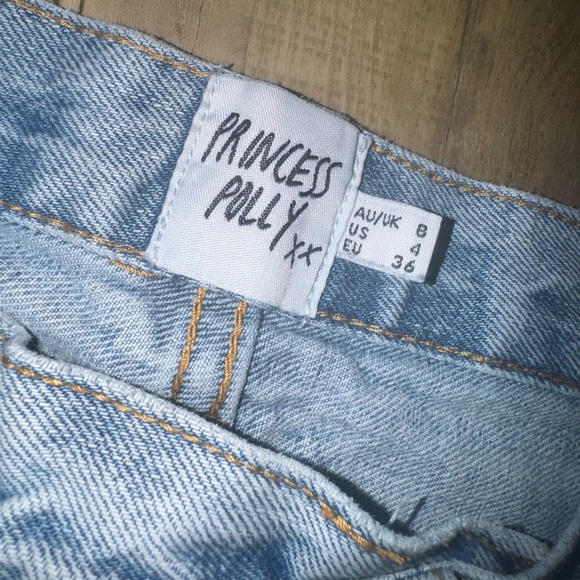 PRINCESS
POLLY
xx
AU/UK 8
US 4
EU 36